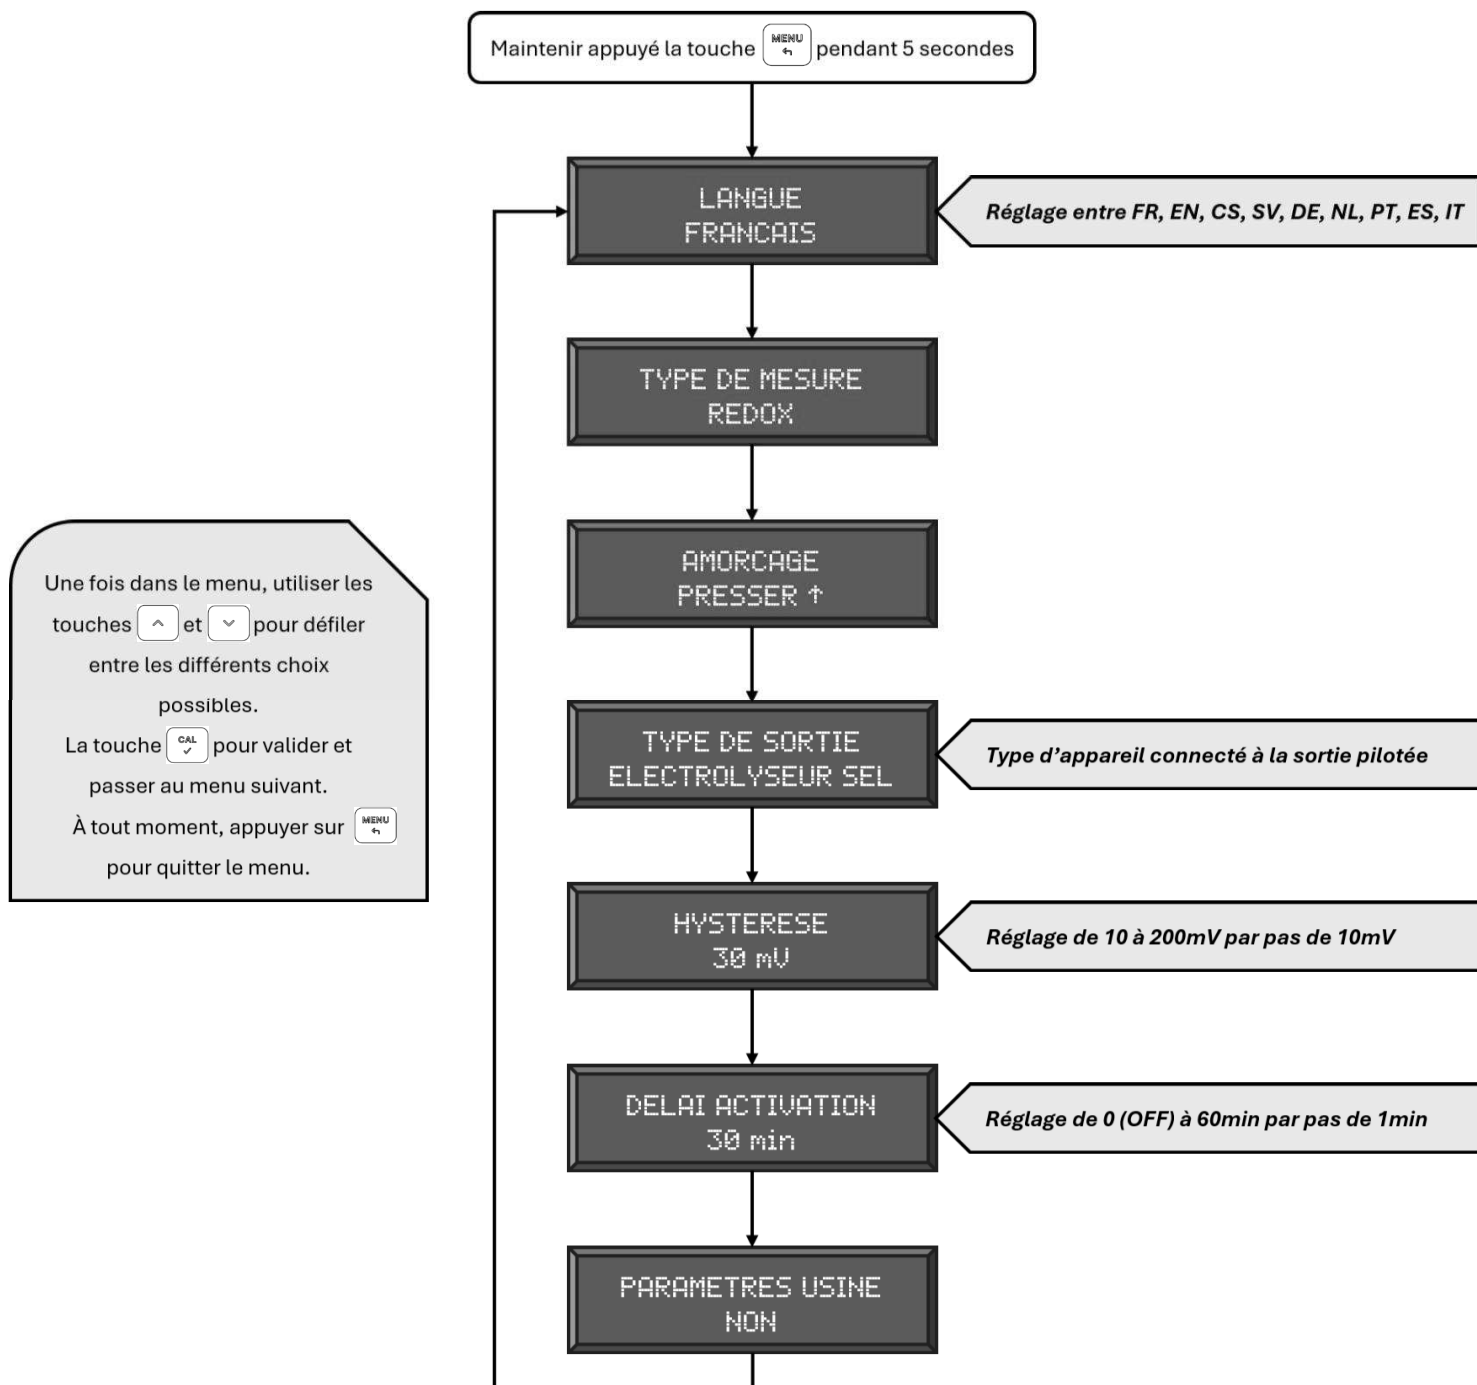 Maintenir appuyé la touche MENU pendant 5 secondes
LANGUE
FRANCAIS
Réglage entre FR, EN, CS, SV, DE, NL, PT, ES, IT
TYPE DE MESURE
REDOX
AMORCAGE
PRESSER ↑
Une fois dans le menu, utiliser les
touches et pour défiler
entre les différents choix
possibles.
La touche CAL pour valider et
passer au menu suivant.
À tout moment, appuyer sur MENU
pour quitter le menu.
TYPE DE SORTIE
ELECTROLYSEUR SEL
Type d’appareil connecté à la sortie pilotée
HYSTERESE
30 mV
Réglage de 10 à 200mV par pas de 10mV
DELAI ACTIVATION
30 min
Réglage de 0 (OFF) à 60min par pas de 1min
PARAMETRES USINE
NON